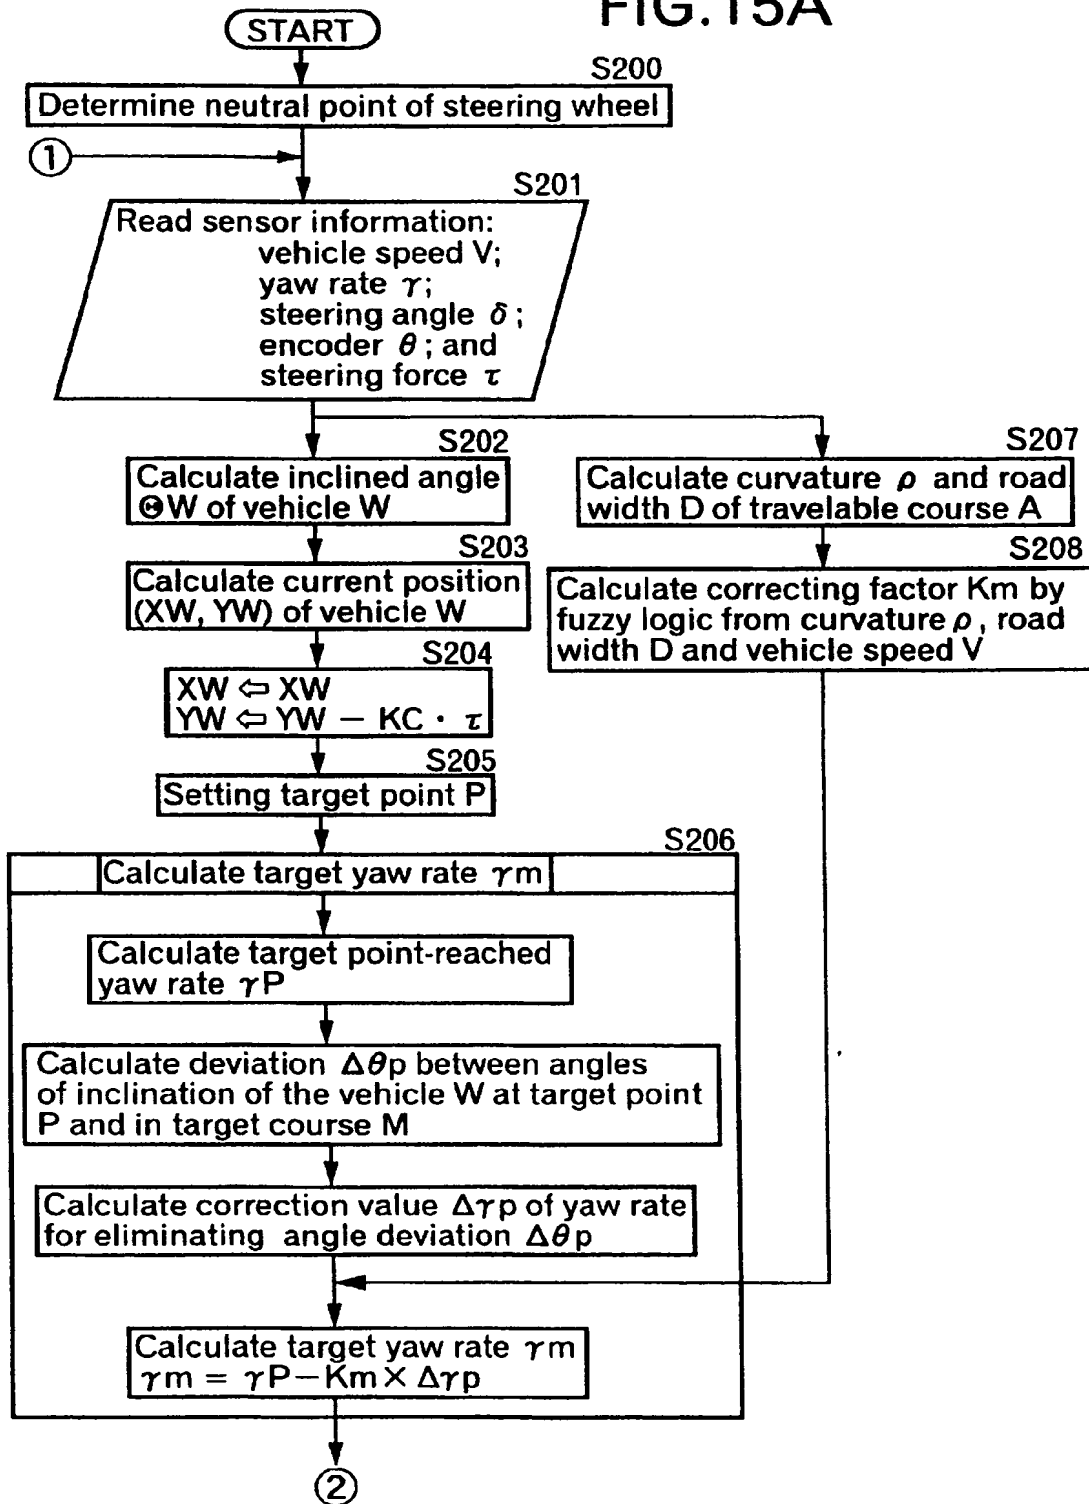 FIG.15A
START
S200
Determine neutral point of steering wheel
1
S201
Read sensor information:
vehicle speed V;
yaw rate γ;
steering angle δ;
encoder θ; and
steering force τ
S202
Calculate inclined angle
ΘW of vehicle W
S203
Calculate current position
(XW, YW) of vehicle W
S204
XW ⇦ XW
YW ⇦ YW − KC · τ
S205
Setting target point P
S207
Calculate curvature ρ and road
width D of travelable course A
S208
Calculate correcting factor Km by
fuzzy logic from curvature ρ, road
width D and vehicle speed V
S206
Calculate target yaw rate γm
Calculate target point-reached
yaw rate γP
Calculate deviation Δθp between angles
of inclination of the vehicle W at target point
P and in target course M
Calculate correction value Δγp of yaw rate
for eliminating angle deviation Δθp
Calculate target yaw rate γm
γm = γP−Km× Δγp
2